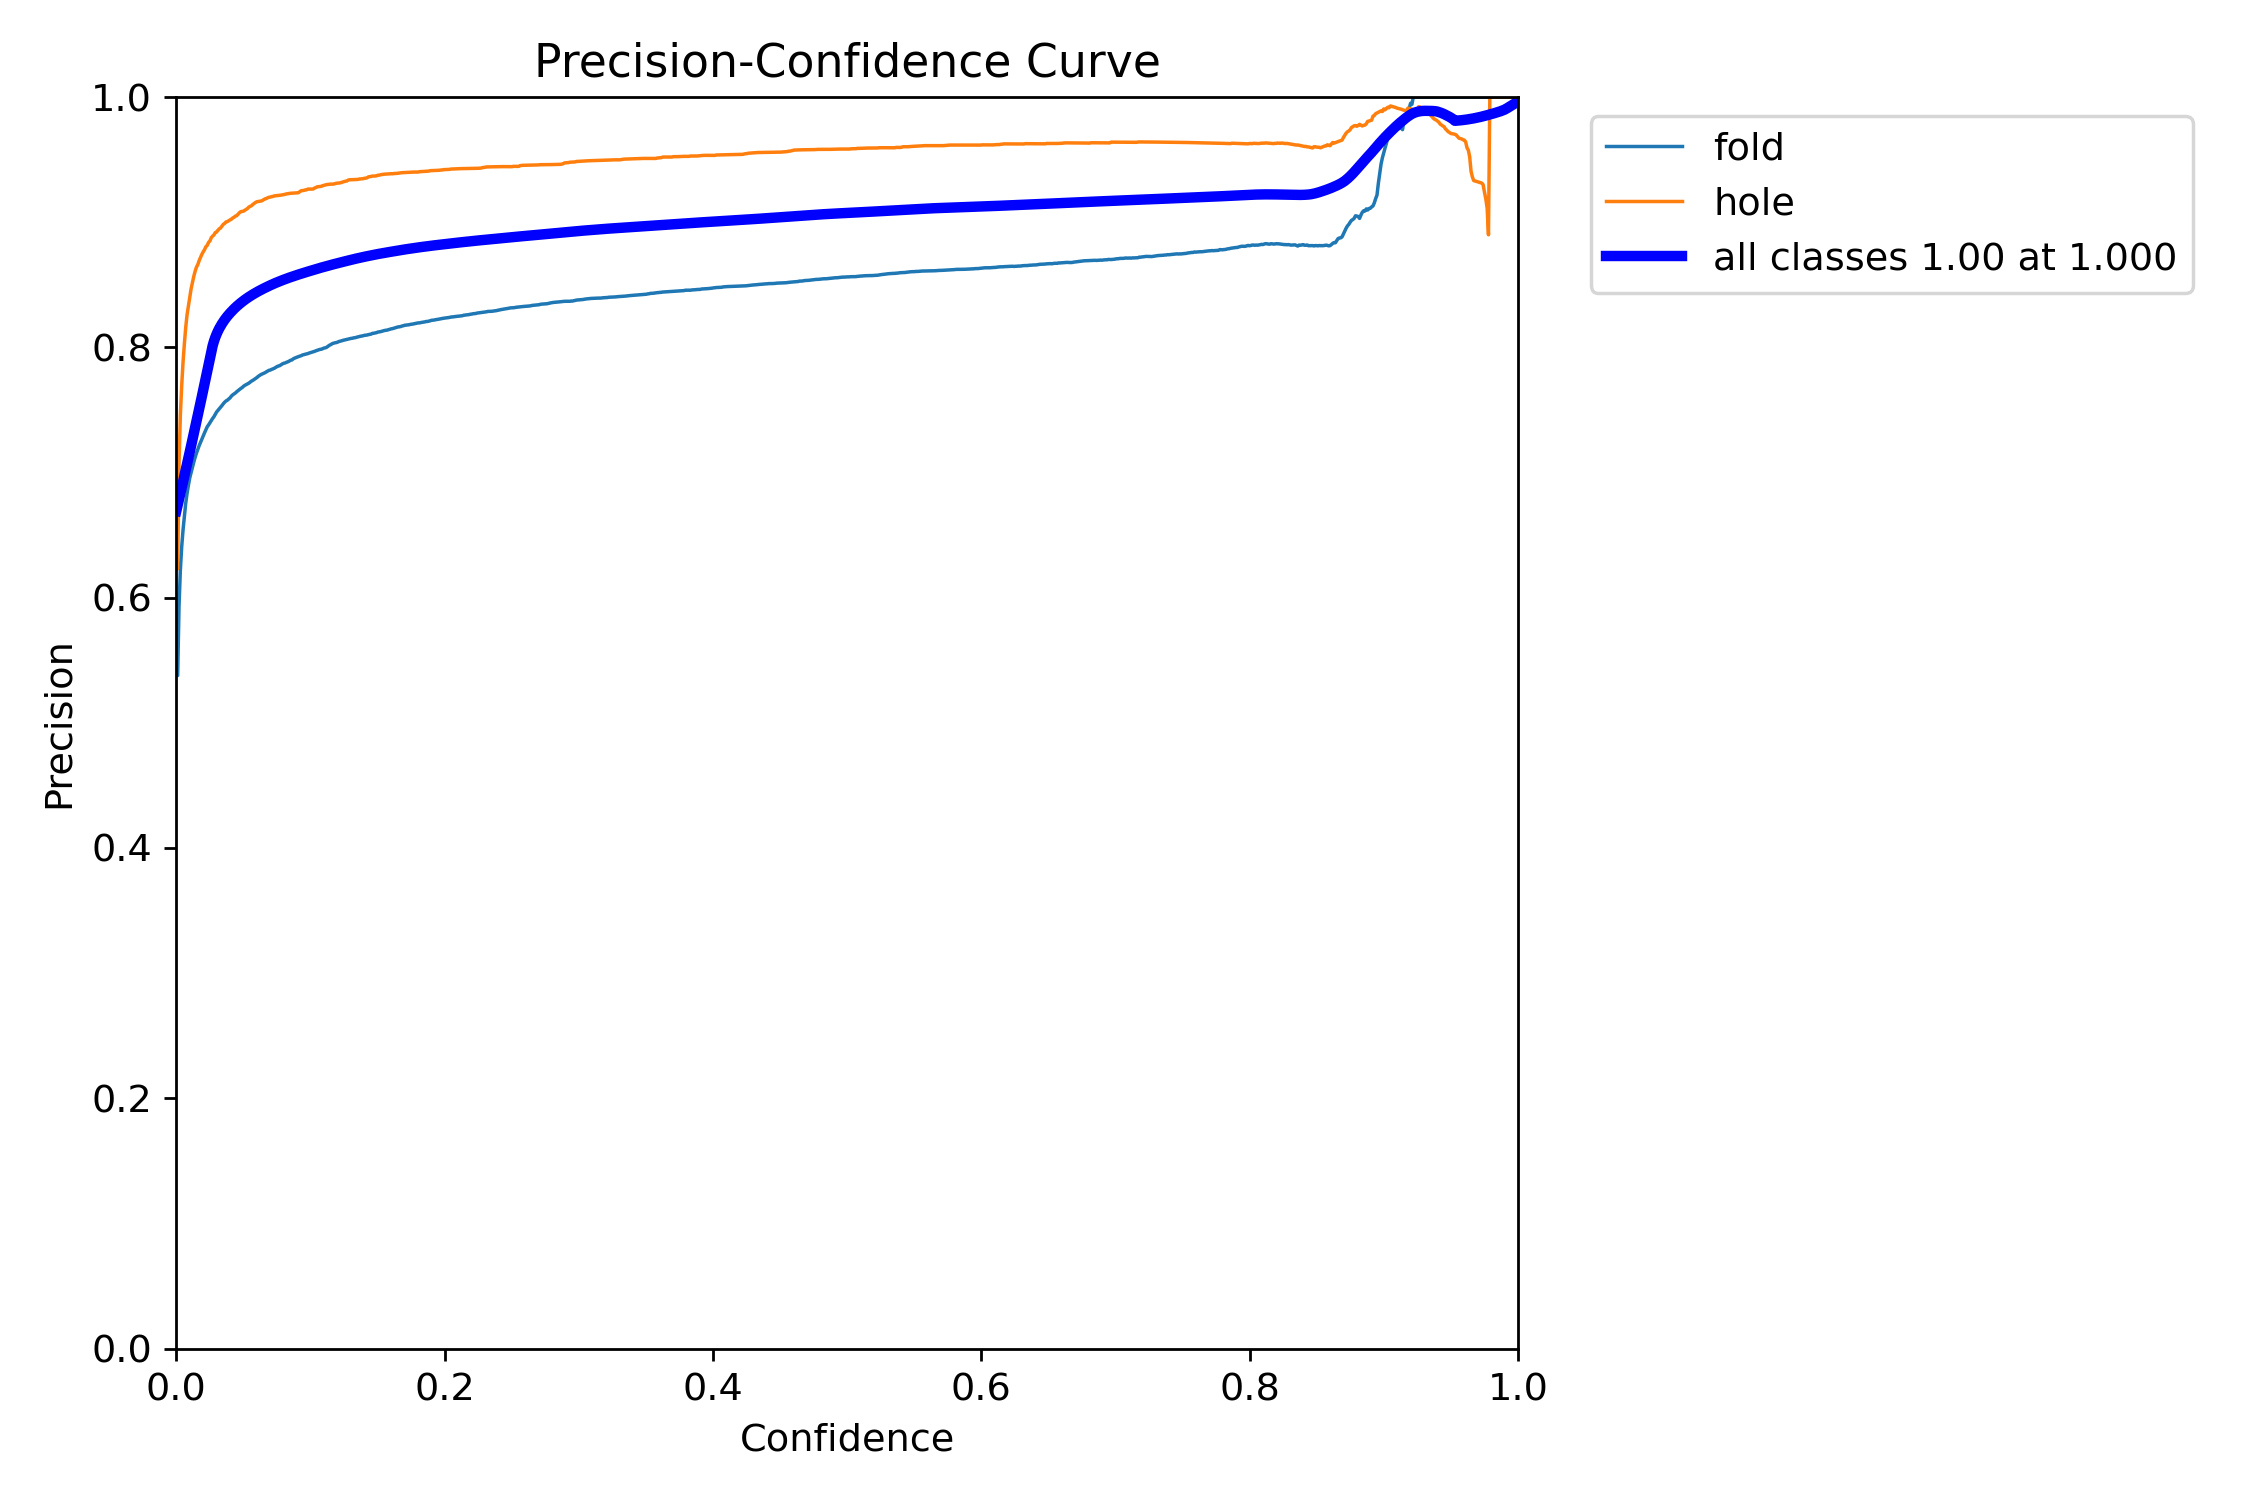 Precision-Confidence Curve
1.0
0.8
0.6
0.4
0.2
0.0
Precision
0.0 0.2 0.4 0.6 0.8 1.0
Confidence
fold
hole
all classes 1.00 at 1.000